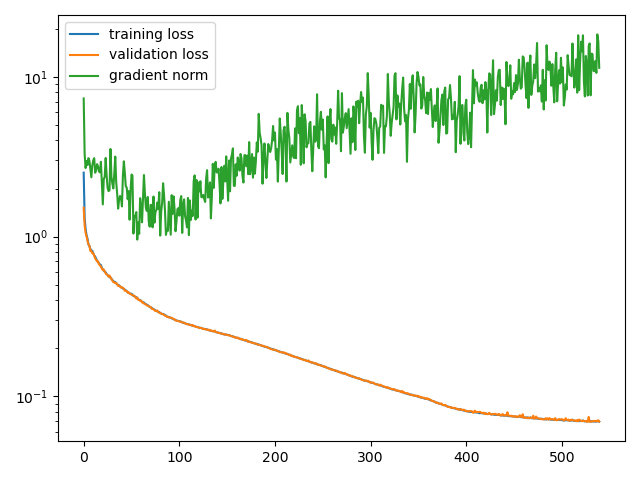 training loss
validation loss
gradient norm
10¹
10⁰
10⁻¹
0 100 200 300 400 500